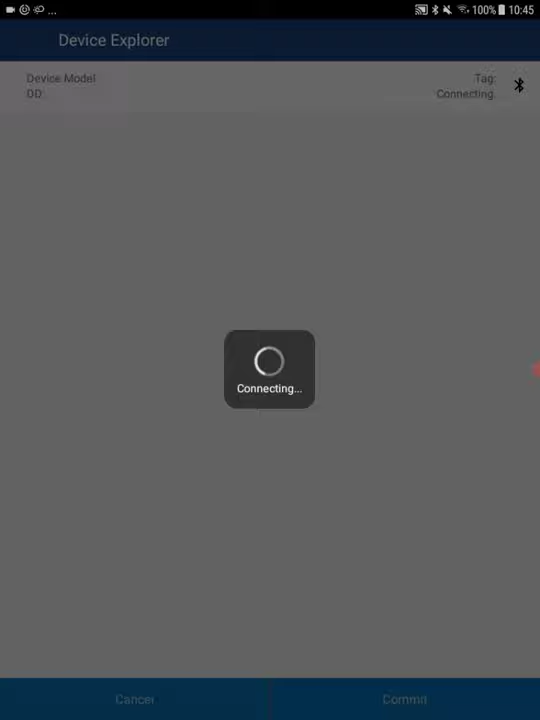 ... 100% 10:45
Device Explorer
Device Model
DD:
Tag:
Connecting.
Connecting...
Cancel
Commit